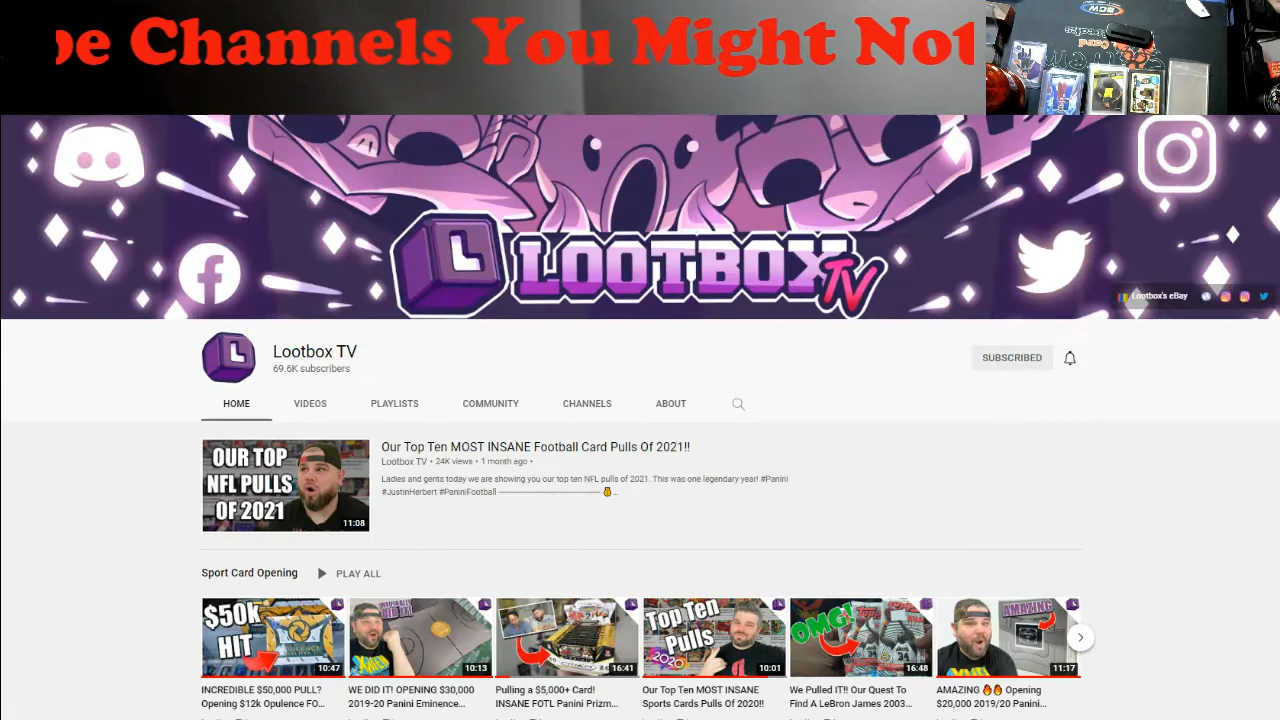 be Channels You Might Not
BCW
L LOOTBOX TV
Lootbox's eBay
Lootbox TV
69.6K subscribers
SUBSCRIBED
HOME VIDEOS PLAYLISTS COMMUNITY CHANNELS ABOUT
OUR TOP
NFL PULLS
OF 2021
11:08
Our Top Ten MOST INSANE Football Card Pulls Of 2021!!
Lootbox TV • 24K views • 1 month ago •
Ladies and gents today we are showing you our top ten NFL pulls of 2021. This was one legendary year! #Panini
#JustinHerbert #PaniniFootball
Sport Card Opening PLAY ALL
$50K
HIT
10:47
10:13
16:41
Top Ten
Pulls
2020
10:01
OMG!
16:48
AMAZING
11:17
INCREDIBLE $50,000 PULL?
Opening $12k Opulence FO...
WE DID IT! OPENING $30,000
2019-20 Panini Eminence...
Pulling a $5,000+ Card!
INSANE FOTL Panini Prizm...
Our Top Ten MOST INSANE
Sports Cards Pulls Of 2020!!
We Pulled IT!! Our Quest To
Find A LeBron James 2003...
AMAZING 🔥🔥 Opening
$20,000 2019/20 Panini...